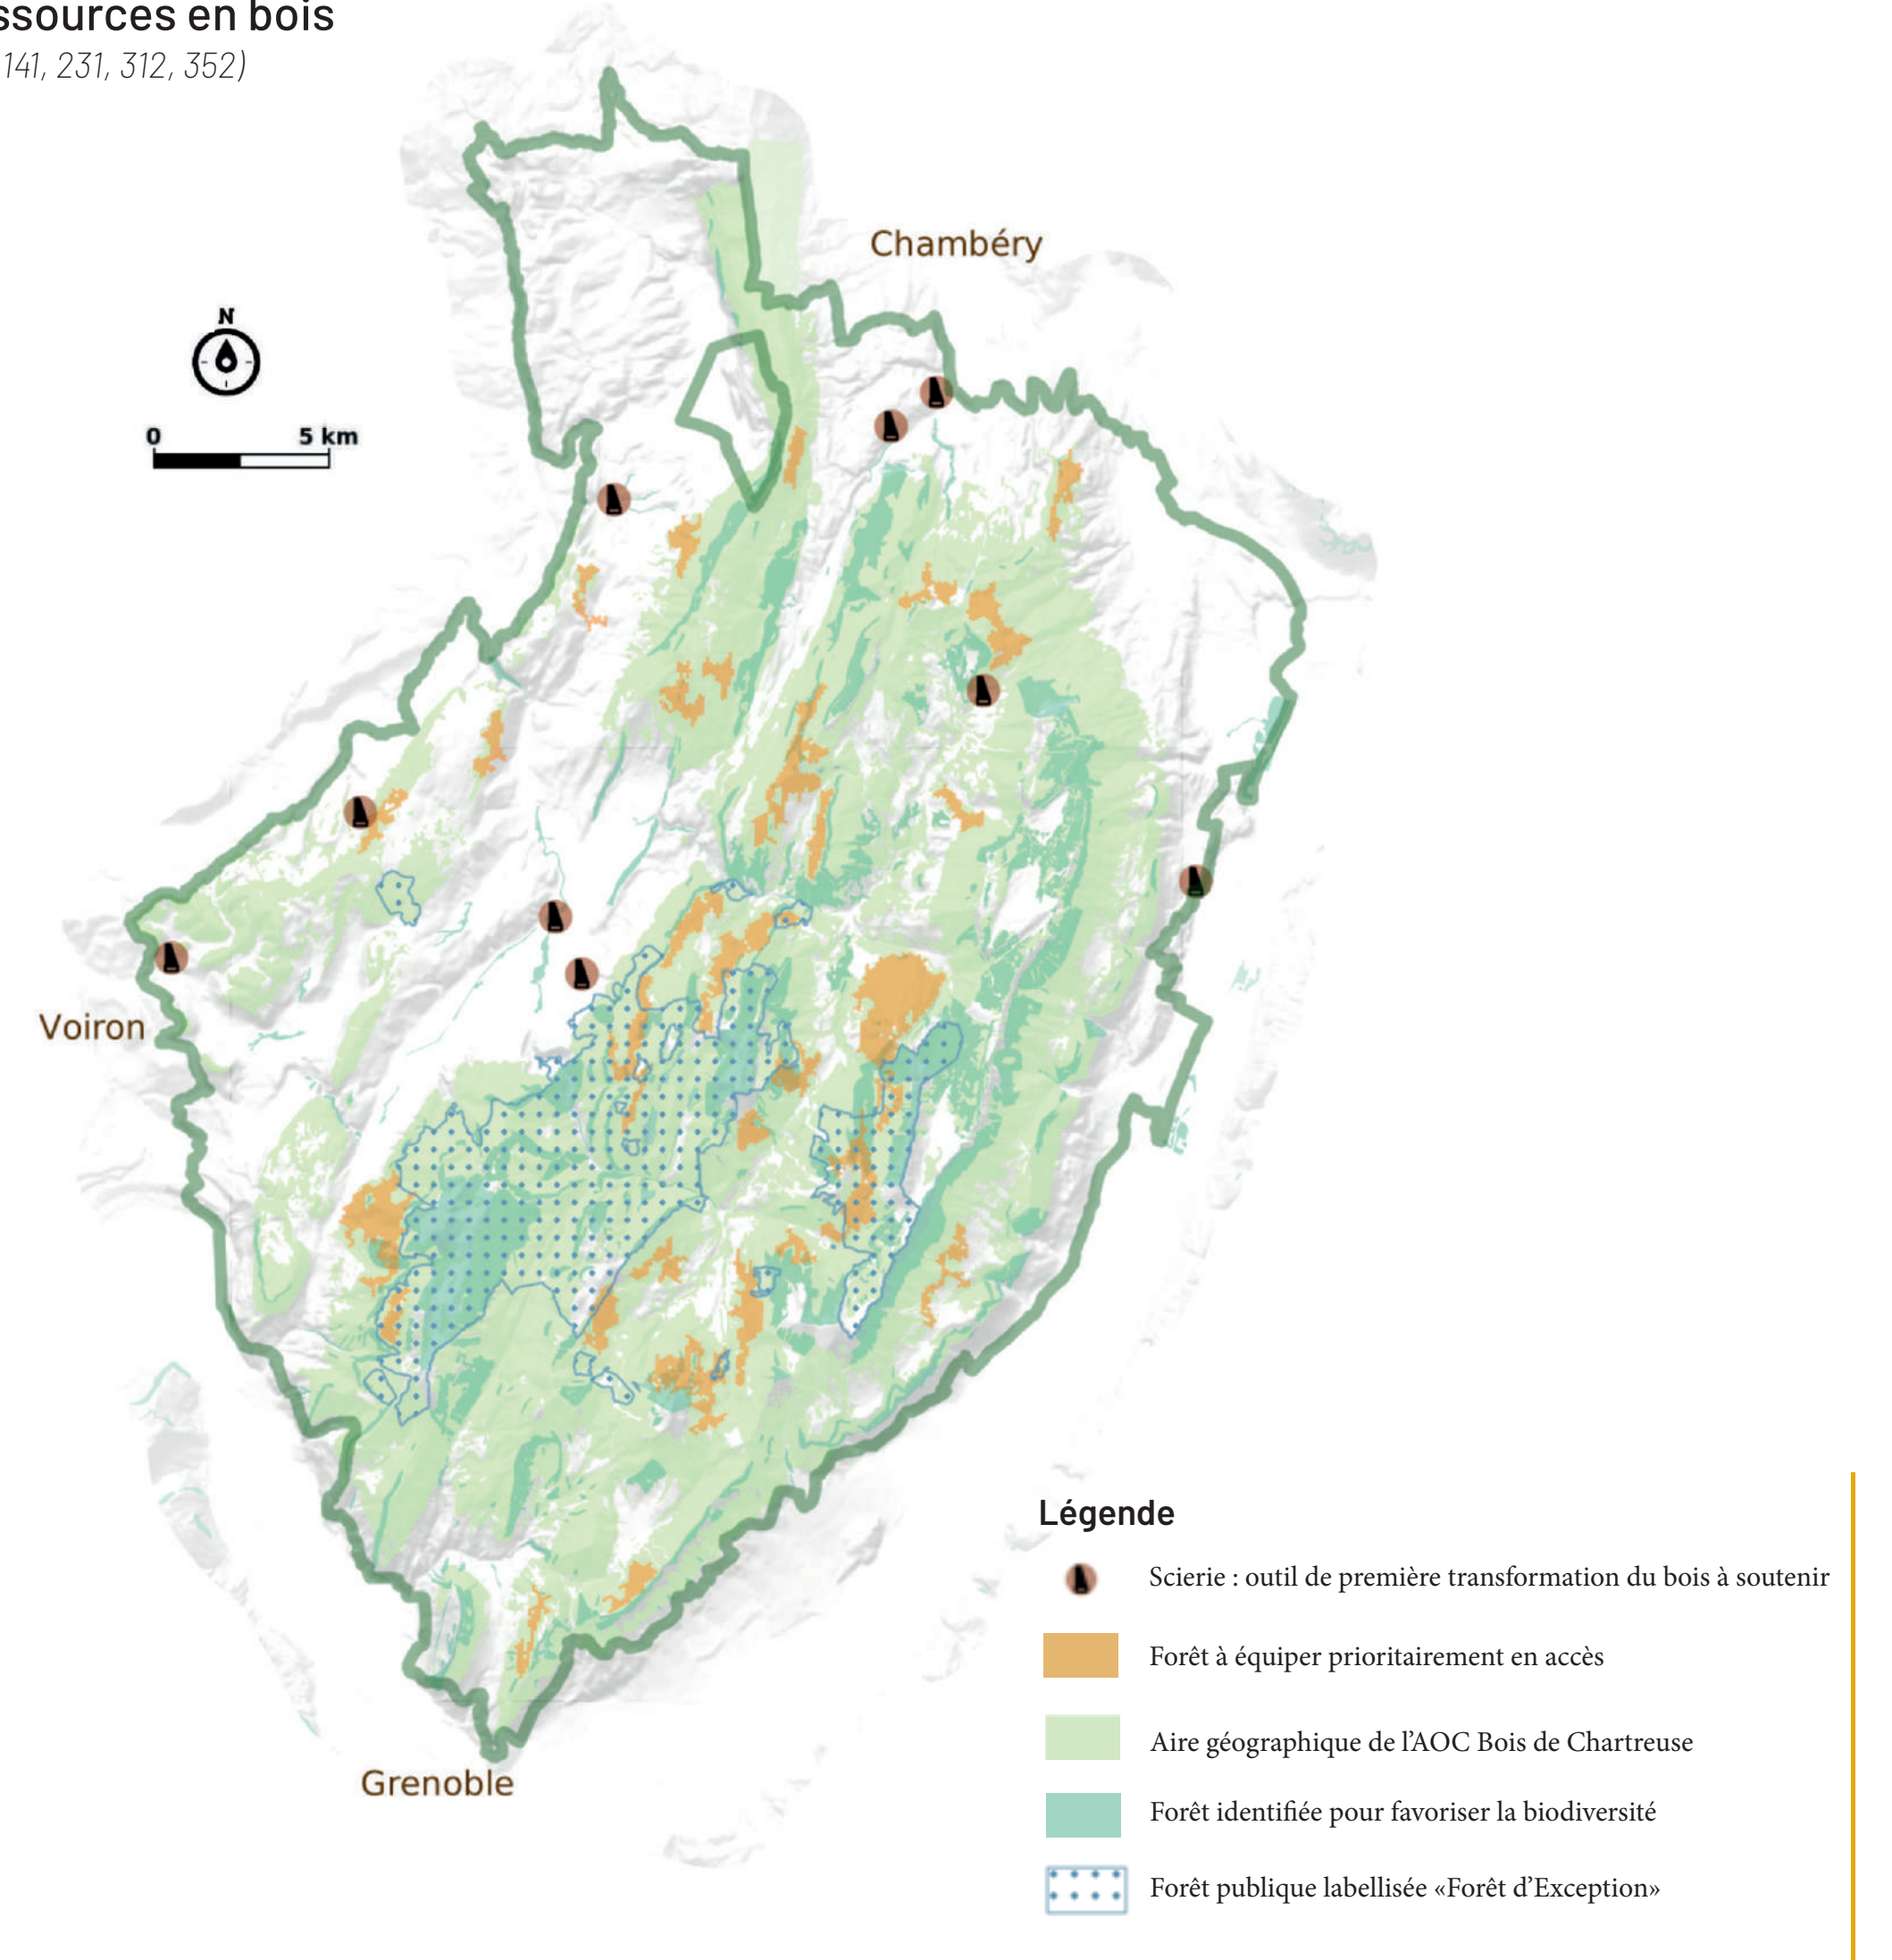 ssources en bois
141, 231, 312, 352)
Chambéry
N
0 5 km
Voiron
Grenoble
Légende
Scierie : outil de première transformation du bois à soutenir
Forêt à équiper prioritairement en accès
Aire géographique de l'AOC Bois de Chartreuse
Forêt identifiée pour favoriser la biodiversité
Forêt publique labellisée «Forêt d'Exception»